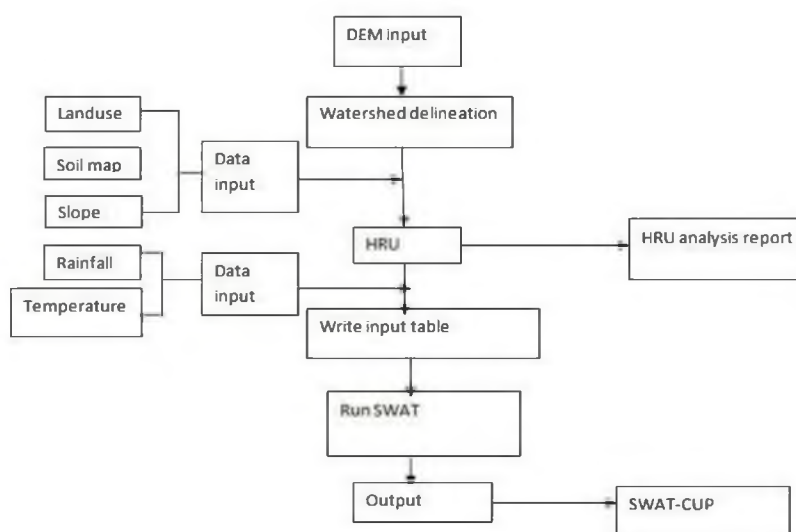 DEM input
Watershed delineation
Landuse
Soil map
Slope
Data
input
HRU
HRU analysis report
Rainfall
Temperature
Data
input
Write input table
Run SWAT
Output
SWAT-CUP